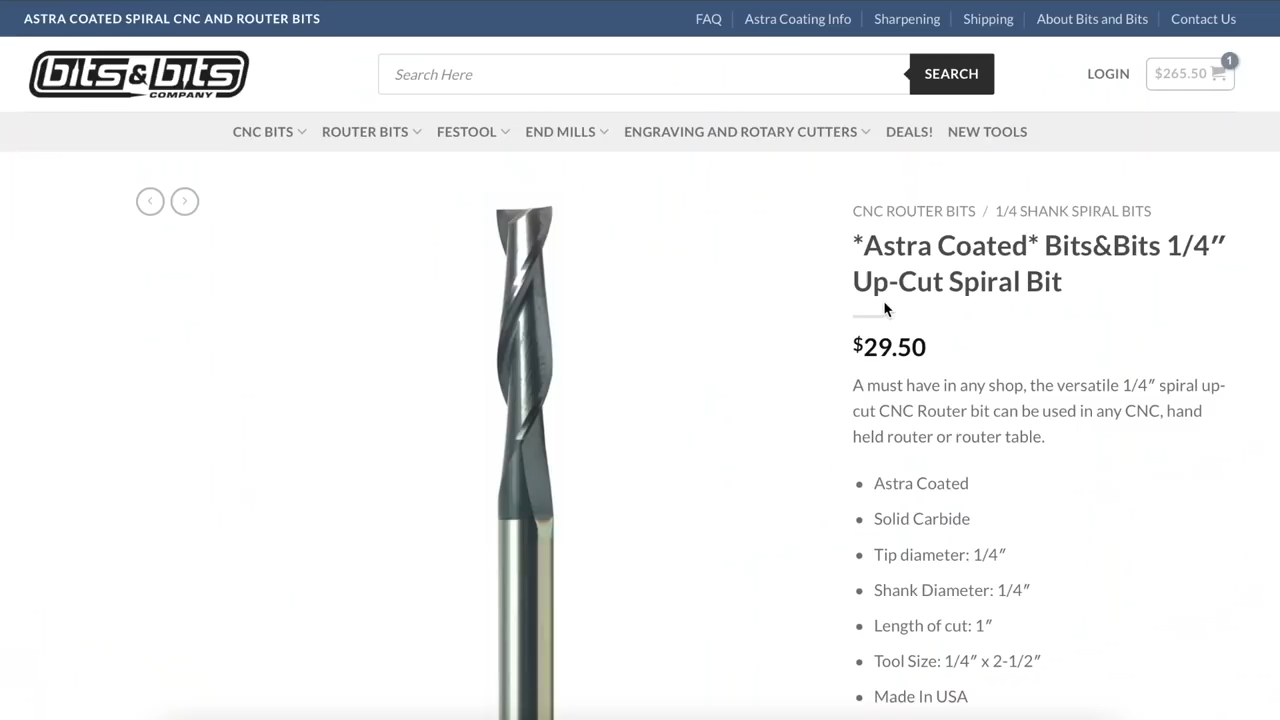 ASTRA COATED SPIRAL CNC AND ROUTER BITS
FAQ Astra Coating Info Sharpening Shipping About Bits and Bits Contact Us
bits&bits
COMPANY
Search Here
SEARCH
LOGIN
$265.50
1
CNC BITS ROUTER BITS FESTOOL END MILLS ENGRAVING AND ROTARY CUTTERS DEALS! NEW TOOLS
CNC ROUTER BITS / 1/4 SHANK SPIRAL BITS
*Astra Coated* Bits&Bits 1/4″
Up-Cut Spiral Bit
$29.50
A must have in any shop, the versatile 1/4″ spiral up-
cut CNC Router bit can be used in any CNC, hand
held router or router table.
Astra Coated
Solid Carbide
Tip diameter: 1/4″
Shank Diameter: 1/4″
Length of cut: 1″
Tool Size: 1/4″ x 2-1/2″
Made In USA